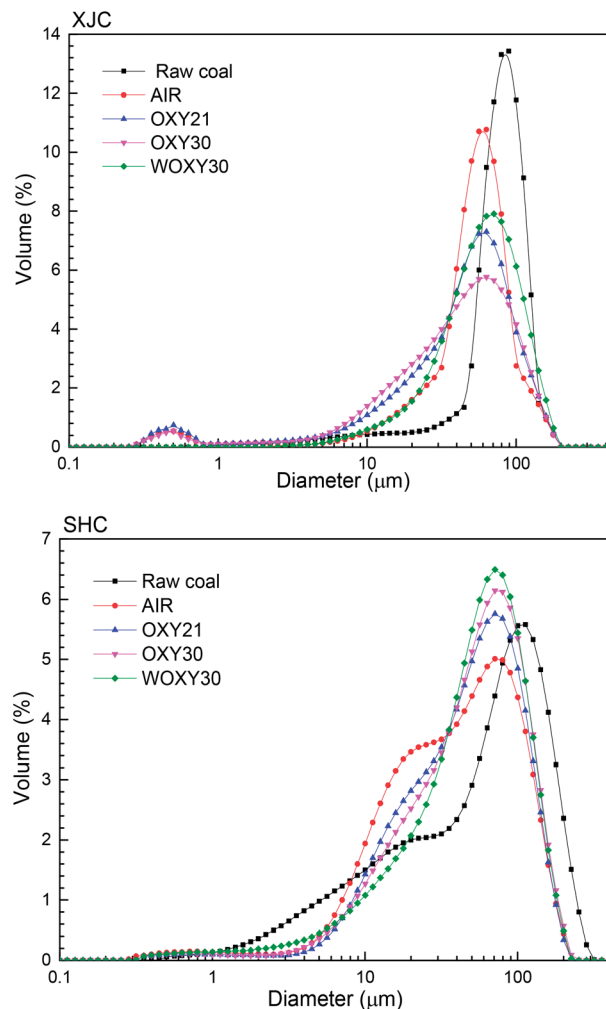 XJC
14
12
10
8
6
4
2
0
Volume (%)
Raw coal
AIR
OXY21
OXY30
WOXY30
0.1
1
10
100
Diameter (μm)
SHC
7
6
5
4
3
2
1
0
Volume (%)
Raw coal
AIR
OXY21
OXY30
WOXY30
0.1
1
10
100
Diameter (μm)